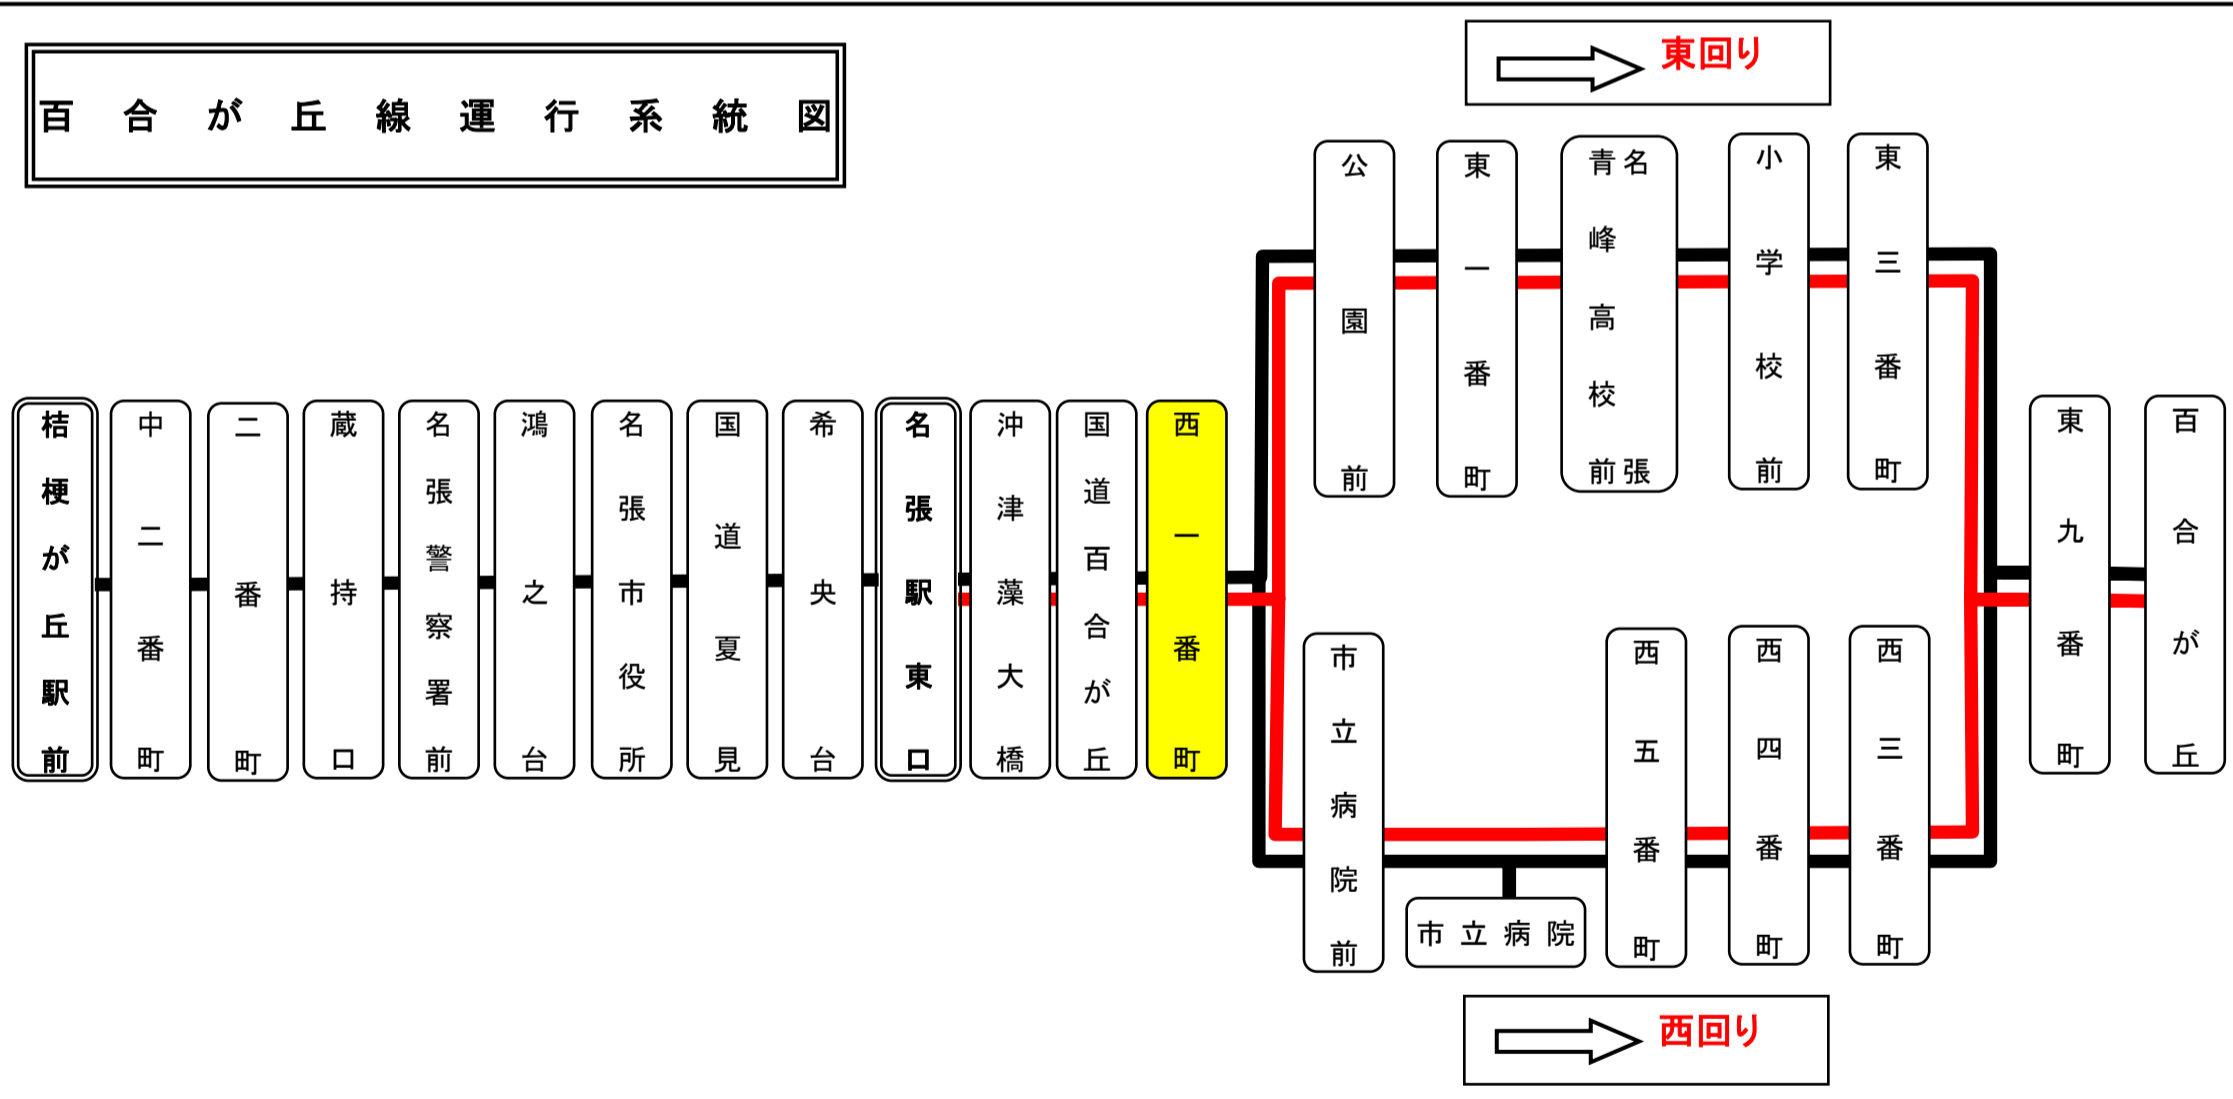 百合が丘線運行系統図
東回り
公園前
東一番町
名張
青峰高校前
小学校前
東三番町
桔梗が丘駅前
中二番町
二番町
蔵持口
名張警察署前
鴻之台
名張市役所
国道夏見
希央台
名張駅東口
沖津藻大橋
国道百合が丘
西一番町
東九番町
百合が丘
市立病院前
市立病院
西五番町
西四番町
西三番町
西回り